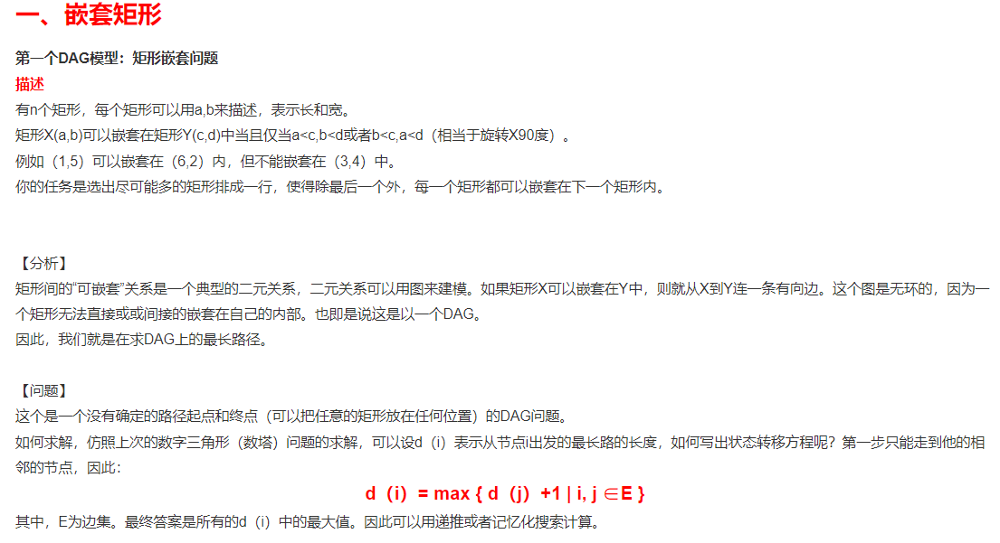 一、嵌套矩形
第一个DAG模型：矩形嵌套问题
描述
有n个矩形，每个矩形可以用a,b来描述，表示长和宽。
矩形X(a,b)可以嵌套在矩形Y(c,d)中当且仅当a<c,b<d或者b<c,a<d（相当于旋转X90度）。
例如（1,5）可以嵌套在（6,2）内，但不能嵌套在（3,4）中。
你的任务是选出尽可能多的矩形排成一行，使得除最后一个外，每一个矩形都可以嵌套在下一个矩形内。
【分析】
矩形间的“可嵌套”关系是一个典型的二元关系，二元关系可以用图来建模。如果矩形X可以嵌套在Y中，则就从X到Y连一条有向边。这个图是无环的，因为一
个矩形无法直接或或间接的嵌套在自己的内部。也即是说这是以一个DAG。
因此，我们就是在求DAG上的最长路径。
【问题】
这个是一个没有确定的路径起点和终点（可以把任意的矩形放在任何位置）的DAG问题。
如何求解，仿照上次的数字三角形（数塔）问题的求解，可以设d（i）表示从节点i出发的最长路的长度，如何写出状态转移方程呢？第一步只能走到他的相
邻的节点，因此：
d（i）= max { d（j）+1 | i, j ∈E }
其中，E为边集。最终答案是所有的d（i）中的最大值。因此可以用递推或者记忆化搜索计算。